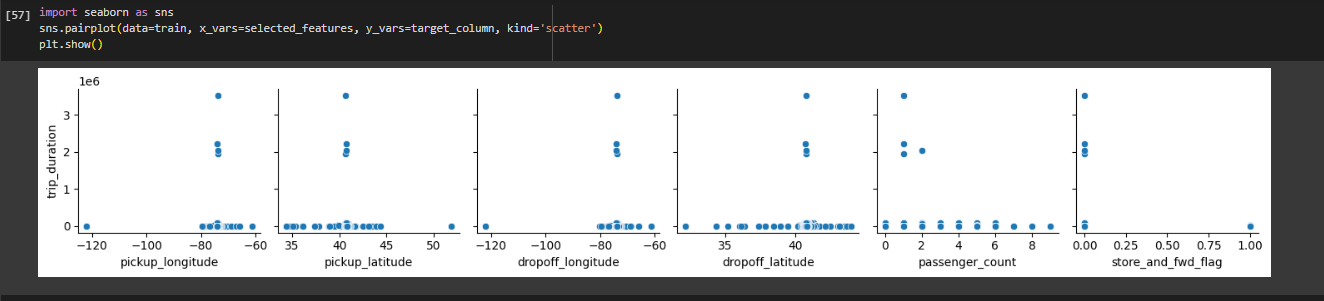 [57]
import seaborn as sns
sns.pairplot(data=train, x_vars=selected_features, y_vars=target_column, kind='scatter')
plt.show()
1e6
3
2
1
0
trip_duration
−120 −100 −80 −60
pickup_longitude
35 40 45 50
pickup_latitude
−120 −100 −80 −60
dropoff_longitude
35 40
dropoff_latitude
0 2 4 6 8
passenger_count
0.00 0.25 0.50 0.75 1.00
store_and_fwd_flag